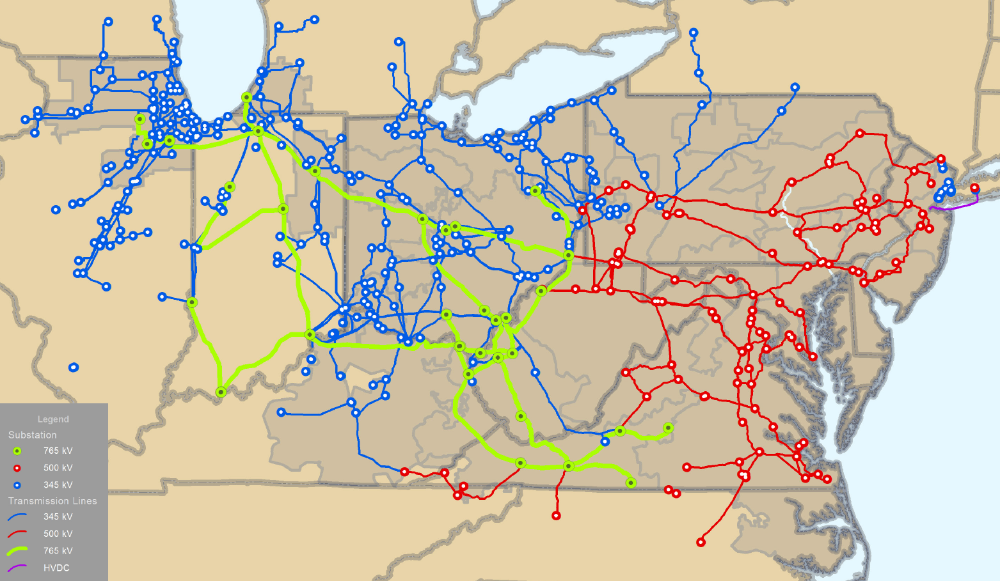 Legend
Substation
765 kV
500 kV
345 kV
Transmission Lines
345 kV
500 kV
765 kV
HVDC